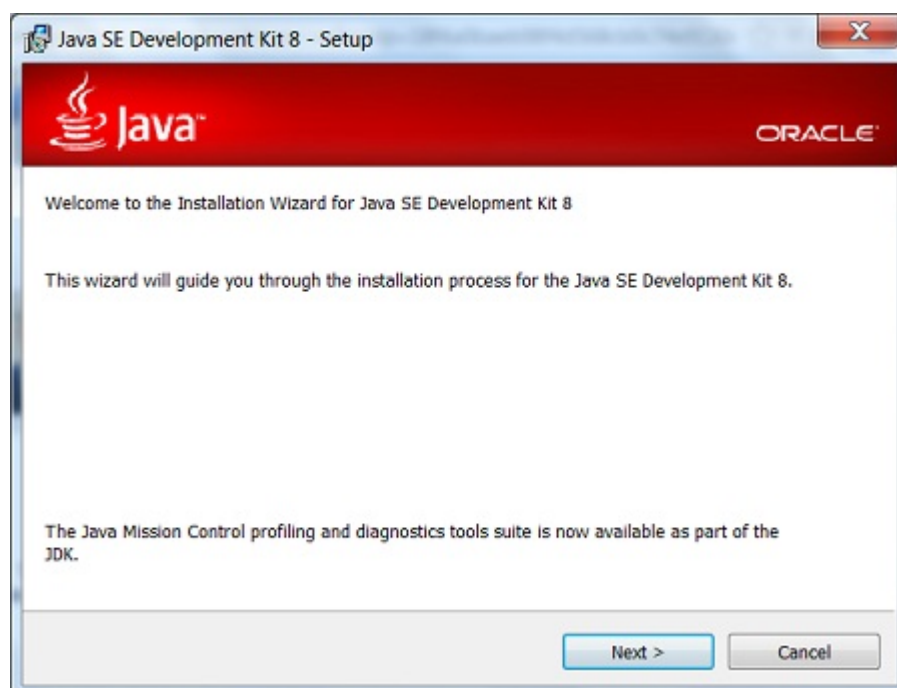 Java SE Development Kit 8 - Setup
Java™
ORACLE®
Welcome to the Installation Wizard for Java SE Development Kit 8
This wizard will guide you through the installation process for the Java SE Development Kit 8.
The Java Mission Control profiling and diagnostics tools suite is now available as part of the
JDK.
Next >
Cancel